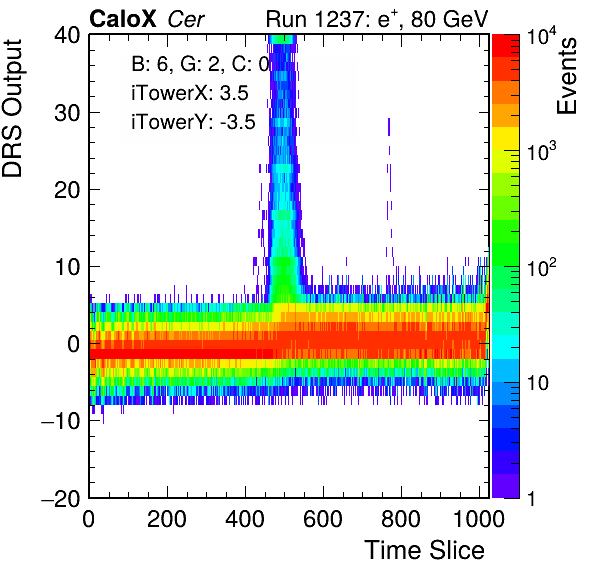 CaloX Cer Run 1237: e+, 80 GeV
DRS Output
Events
B: 6, G: 2, C: 0
iTowerX: 3.5
iTowerY: -3.5
40
30
20
10
0
−10
−20
0 200 400 600 800 1000
Time Slice
10^4
10^3
10^2
10
1